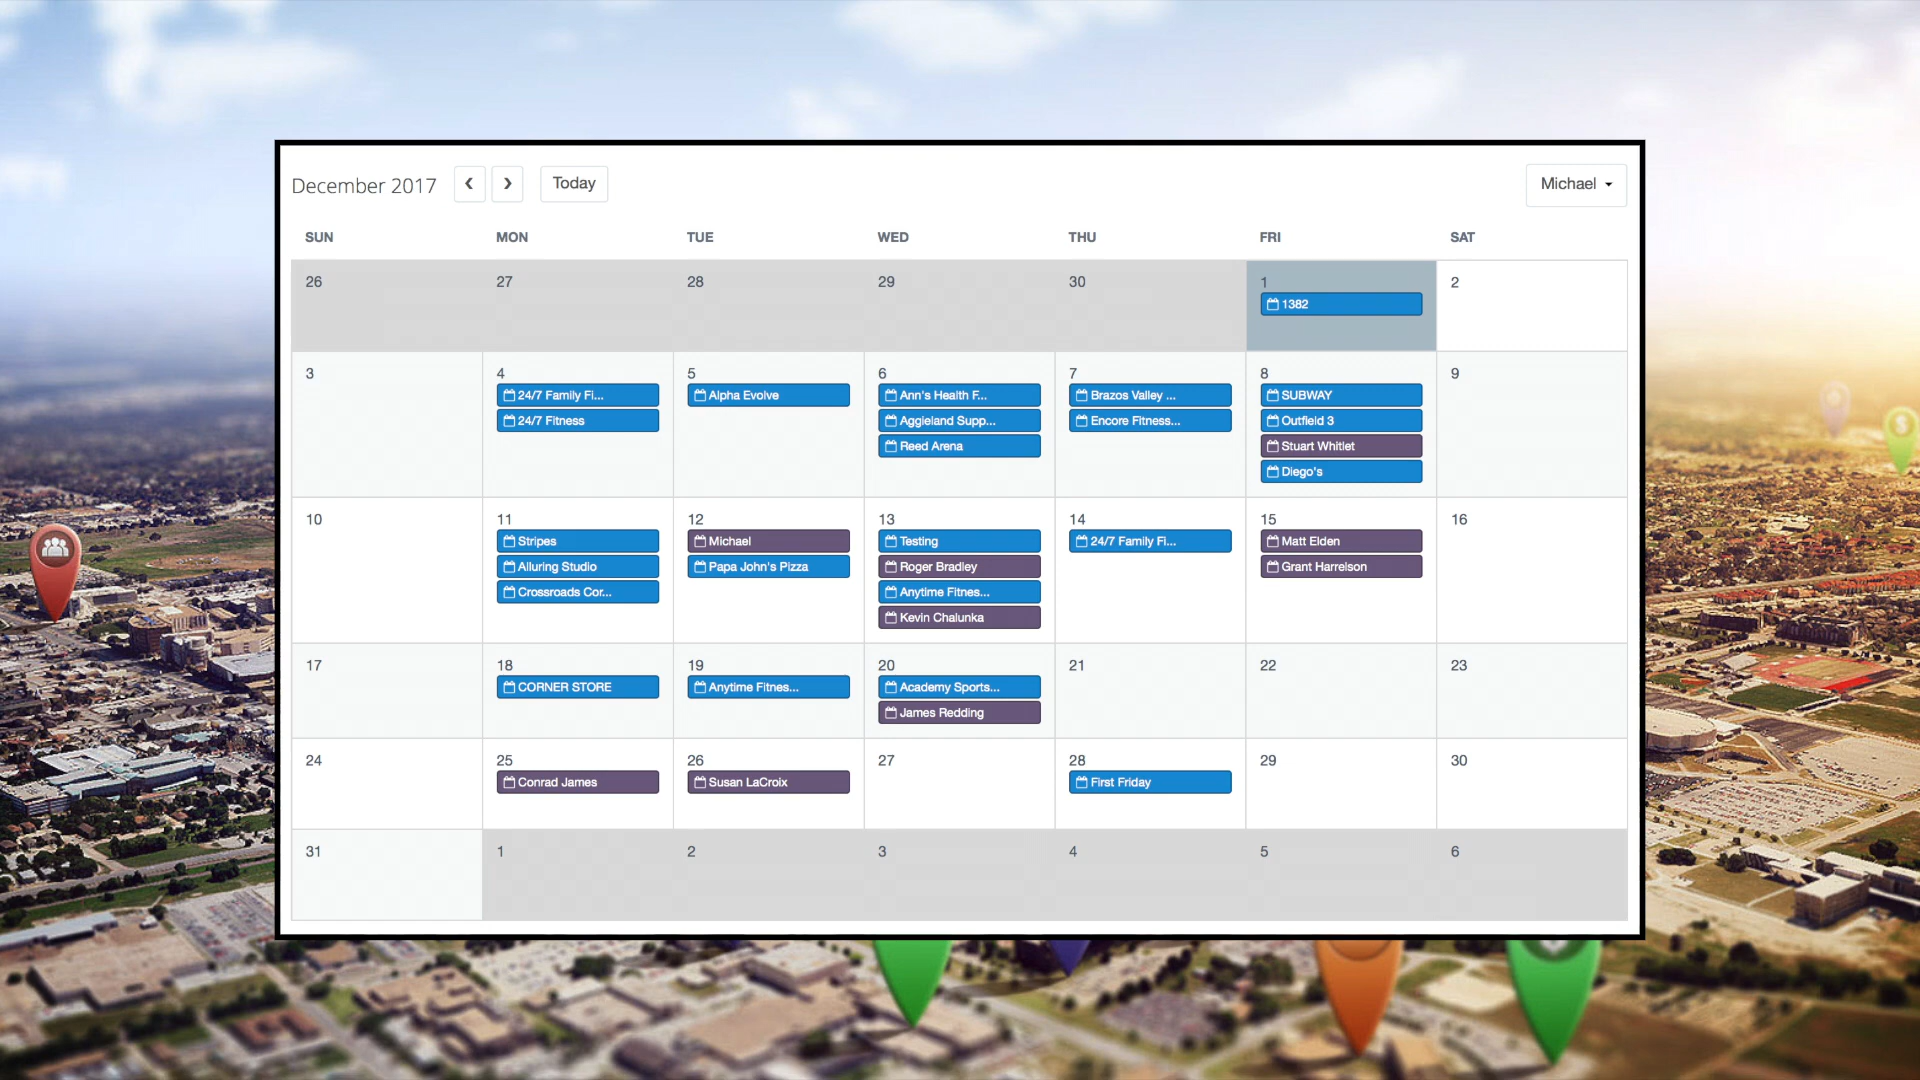 December 2017 Today Michael
SUN MON TUE WED THU FRI SAT
26 27 28 29 30 1 2
1382
3 4 5 6 7 8 9
24/7 Family Fi... Alpha Evolve Ann's Health F... Brazos Valley ... SUBWAY
24/7 Fitness Aggieland Supp... Encore Fitness... Outfield 3
Reed Arena Stuart Whitlet
Diego's
10 11 12 13 14 15 16
Stripes Michael Testing 24/7 Family Fi... Matt Elden
Alluring Studio Papa John's Pizza Roger Bradley Grant Harrelson
Crossroads Cor... Anytime Fitnes...
Kevin Chalunka
17 18 19 20 21 22 23
CORNER STORE Anytime Fitnes... Academy Sports...
James Redding
24 25 26 27 28 29 30
Conrad James Susan LaCroix First Friday
31 1 2 3 4 5 6